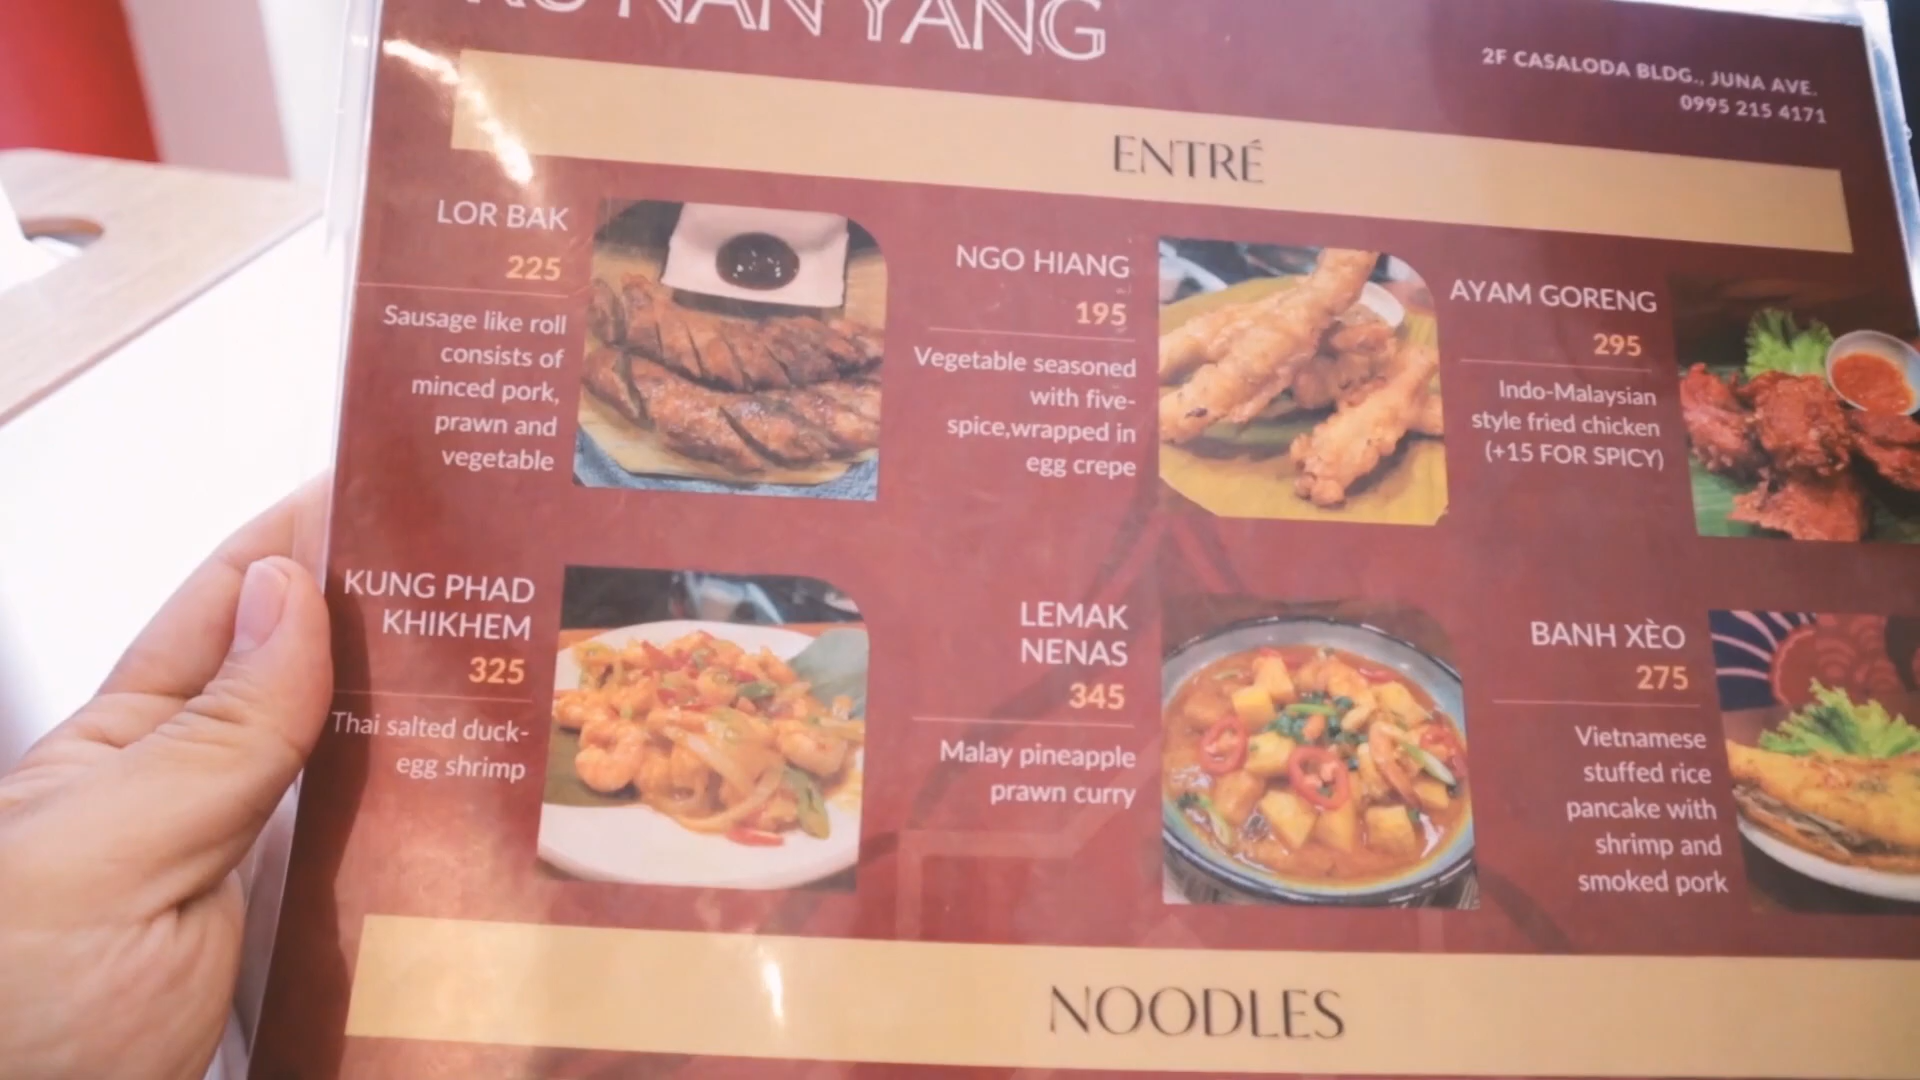 NAN YANG
2F CASALODA BLDG., JUNA AVE.
0995 215 4171
ENTRÉ
LOR BAK
225
Sausage like roll
consists of
minced pork,
prawn and
vegetable
NGO HIANG
195
Vegetable seasoned
with five-
spice,wrapped in
egg crepe
AYAM GORENG
295
Indo-Malaysian
style fried chicken
(+15 FOR SPICY)
KUNG PHAD
KHIKHEM
325
Thai salted duck-
egg shrimp
LEMAK
NENAS
345
Malay pineapple
prawn curry
BANH XÈO
275
Vietnamese
stuffed rice
pancake with
shrimp and
smoked pork
NOODLES